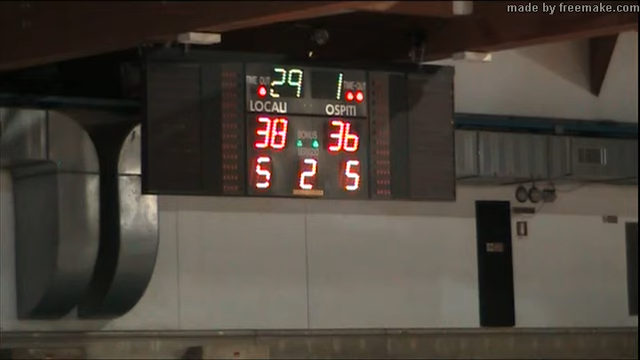 made by freemake.com
29 1
TIME OUT TIME-OUT
LOCALI OSPITI
38 BONUS 36
5 2 5